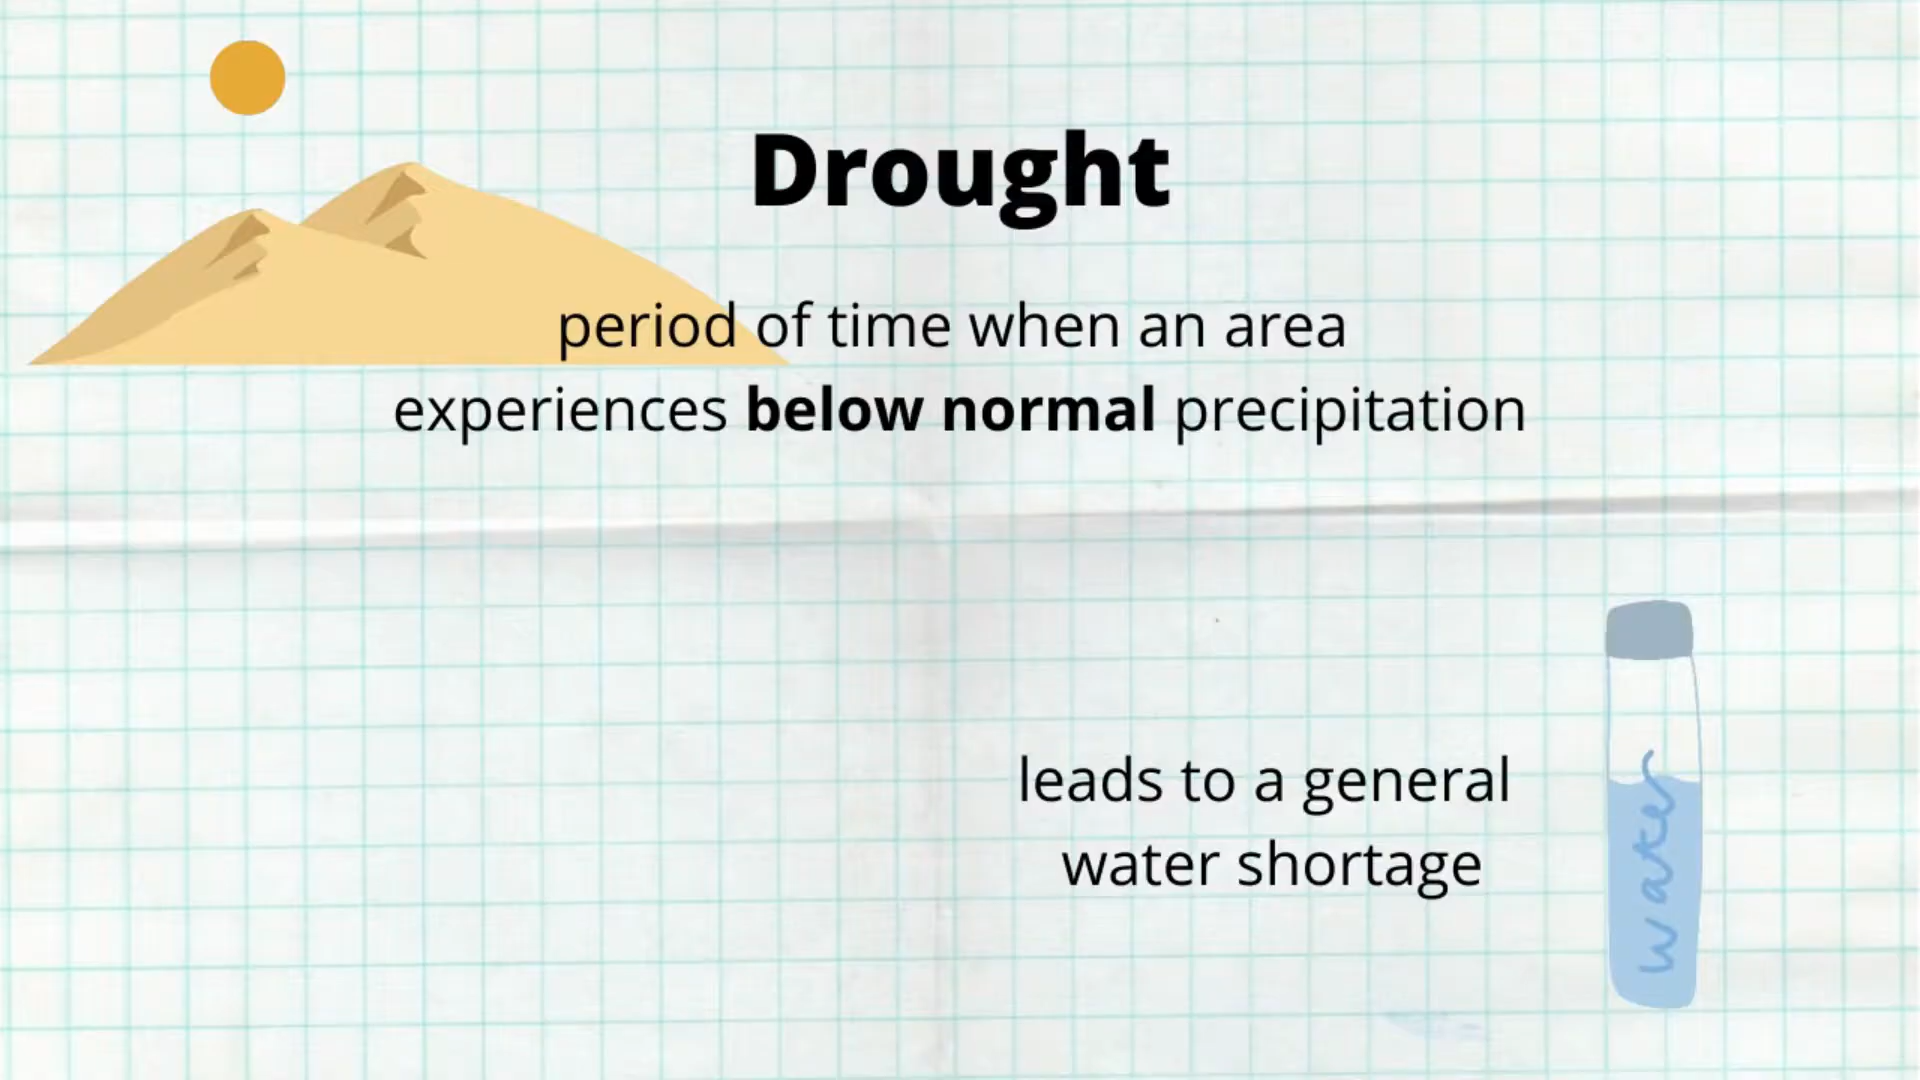 Drought
period of time when an area
experiences below normal precipitation
leads to a general
water shortage
water